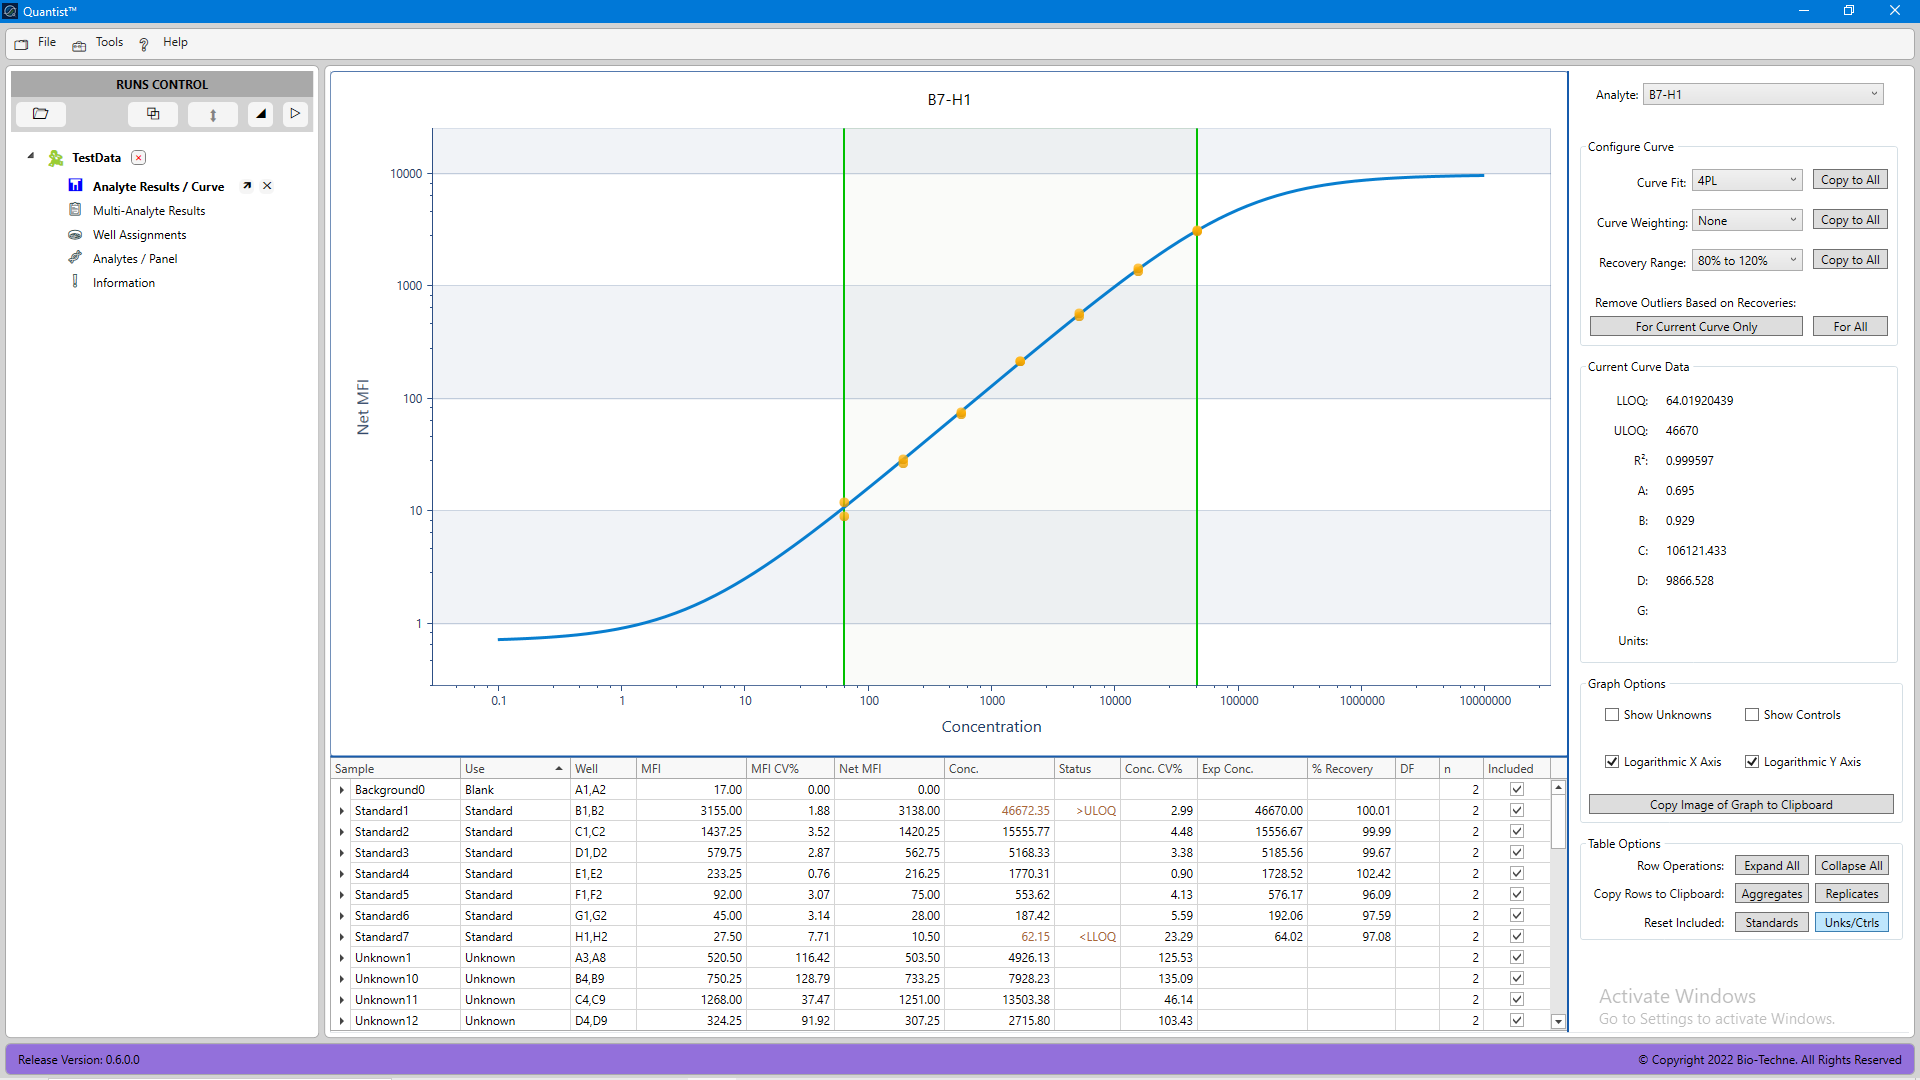 Quantist™
File Tools Help
RUNS CONTROL
TestData
Analyte Results / Curve
Multi-Analyte Results
Well Assignments
Analytes / Panel
Information
B7-H1
Net MFI
10000
1000
100
10
1
0.1 1 10 100 1000 10000 100000 1000000 10000000
Concentration
Sample Use Well MFI MFI CV% Net MFI Conc. Status Conc. CV% Exp Conc. % Recovery DF n Included
Background0 Blank A1,A2 17.00 0.00 0.00 2
Standard1 Standard B1,B2 3155.00 1.88 3138.00 46672.35 >ULOQ 2.99 46670.00 100.01 2
Standard2 Standard C1,C2 1437.25 3.52 1420.25 15555.77 4.48 15556.67 99.99 2
Standard3 Standard D1,D2 579.75 2.87 562.75 5168.33 3.38 5185.56 99.67 2
Standard4 Standard E1,E2 233.25 0.76 216.25 1770.31 0.90 1728.52 102.42 2
Standard5 Standard F1,F2 92.00 3.07 75.00 553.62 4.13 576.17 96.09 2
Standard6 Standard G1,G2 45.00 3.14 28.00 187.42 5.59 192.06 97.59 2
Standard7 Standard H1,H2 27.50 7.71 10.50 62.15 <LLOQ 23.29 64.02 97.08 2
Unknown1 Unknown A3,A8 520.50 116.42 503.50 4926.13 125.53 2
Unknown10 Unknown B4,B9 750.25 128.79 733.25 7928.23 135.09 2
Unknown11 Unknown C4,C9 1268.00 37.47 1251.00 13503.38 46.14 2
Unknown12 Unknown D4,D9 324.25 91.92 307.25 2715.80 103.43 2
Analyte: B7-H1
Configure Curve
Curve Fit: 4PL Copy to All
Curve Weighting: None Copy to All
Recovery Range: 80% to 120% Copy to All
Remove Outliers Based on Recoveries:
For Current Curve Only For All
Current Curve Data
LLOQ: 64.01920439
ULOQ: 46670
R²: 0.999597
A: 0.695
B: 0.929
C: 106121.433
D: 9866.528
G:
Units:
Graph Options
Show Unknowns Show Controls
Logarithmic X Axis Logarithmic Y Axis
Copy Image of Graph to Clipboard
Table Options
Row Operations: Expand All Collapse All
Copy Rows to Clipboard: Aggregates Replicates
Reset Included: Standards Unks/Ctrls
Activate Windows
Go to Settings to activate Windows.
Release Version: 0.6.0.0
© Copyright 2022 Bio-Techne. All Rights Reserved